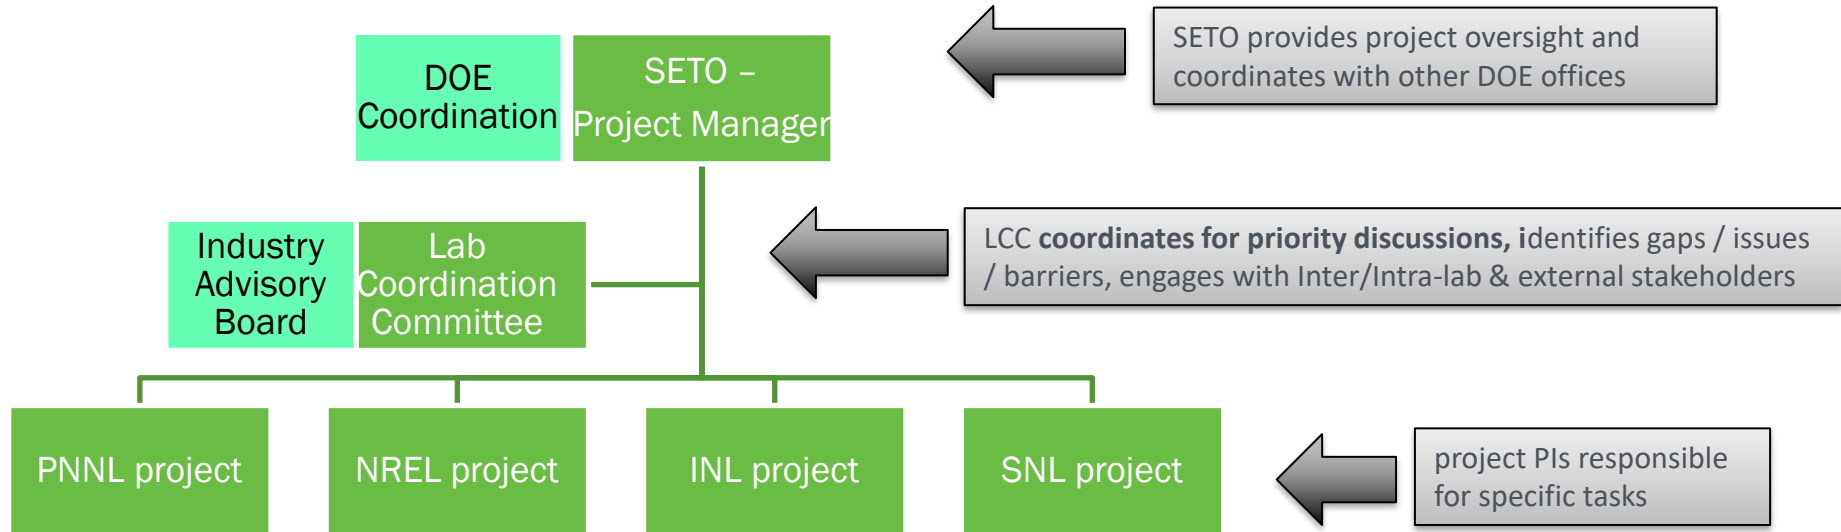 DOE
Coordination
SETO –
Project Manager
SETO provides project oversight and
coordinates with other DOE offices
Industry
Advisory
Board
Lab
Coordination
Committee
LCC coordinates for priority discussions, identifies gaps / issues
/ barriers, engages with Inter/Intra-lab & external stakeholders
PNNL project
NREL project
INL project
SNL project
project PIs responsible
for specific tasks